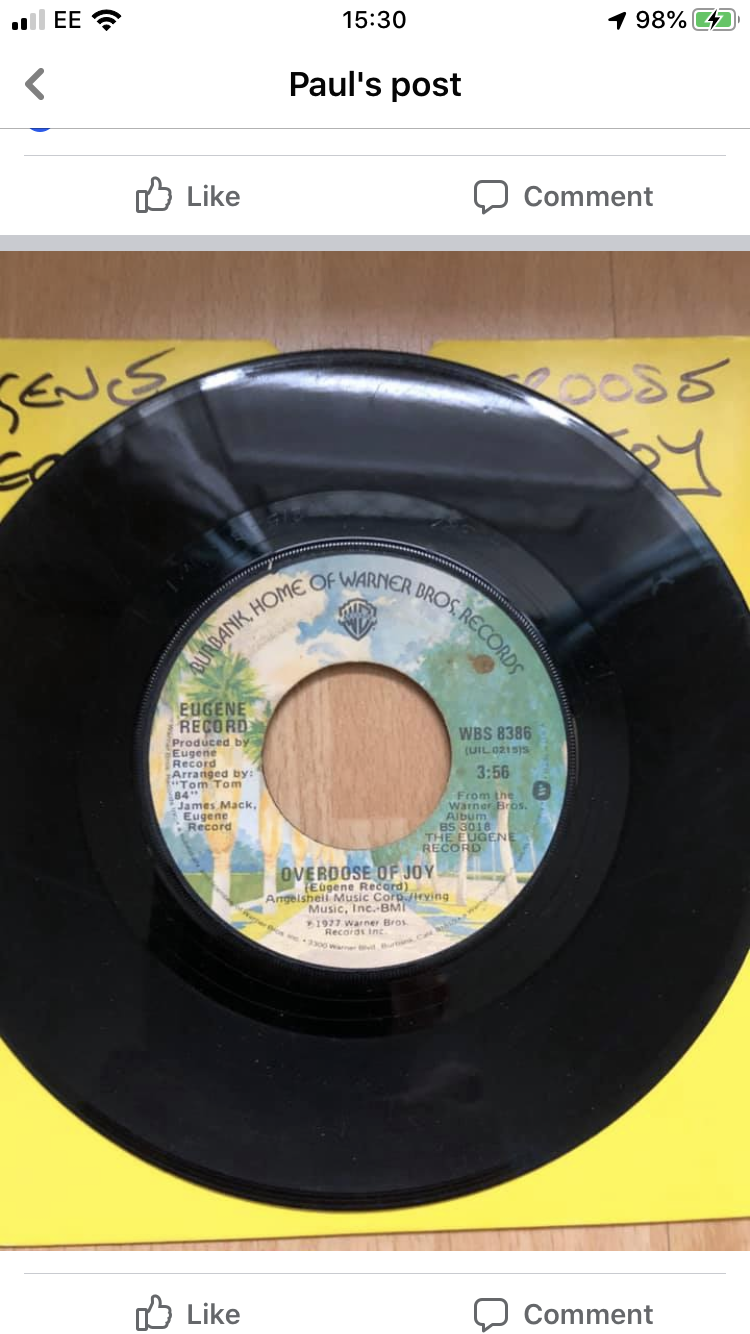 EE 15:30 98%
Paul's post
Like Comment
BURBANK, HOME OF WARNER BROS. RECORDS
EUGENE
RECORD
Produced by
Eugene
Record
Arranged by:
"Tom Tom
84"
James Mack,
Eugene
Record
WBS 8386
(UIL 0215)S
3:56
From the
Warner Bros.
Album
BS 3018
THE EUGENE
RECORD
OVERDOSE OF JOY
(Eugene Record)
Angelshell Music Corp./Irving
Music, Inc.-BMI
℗ 1977 Warner Bros.
Records Inc.
Like Comment